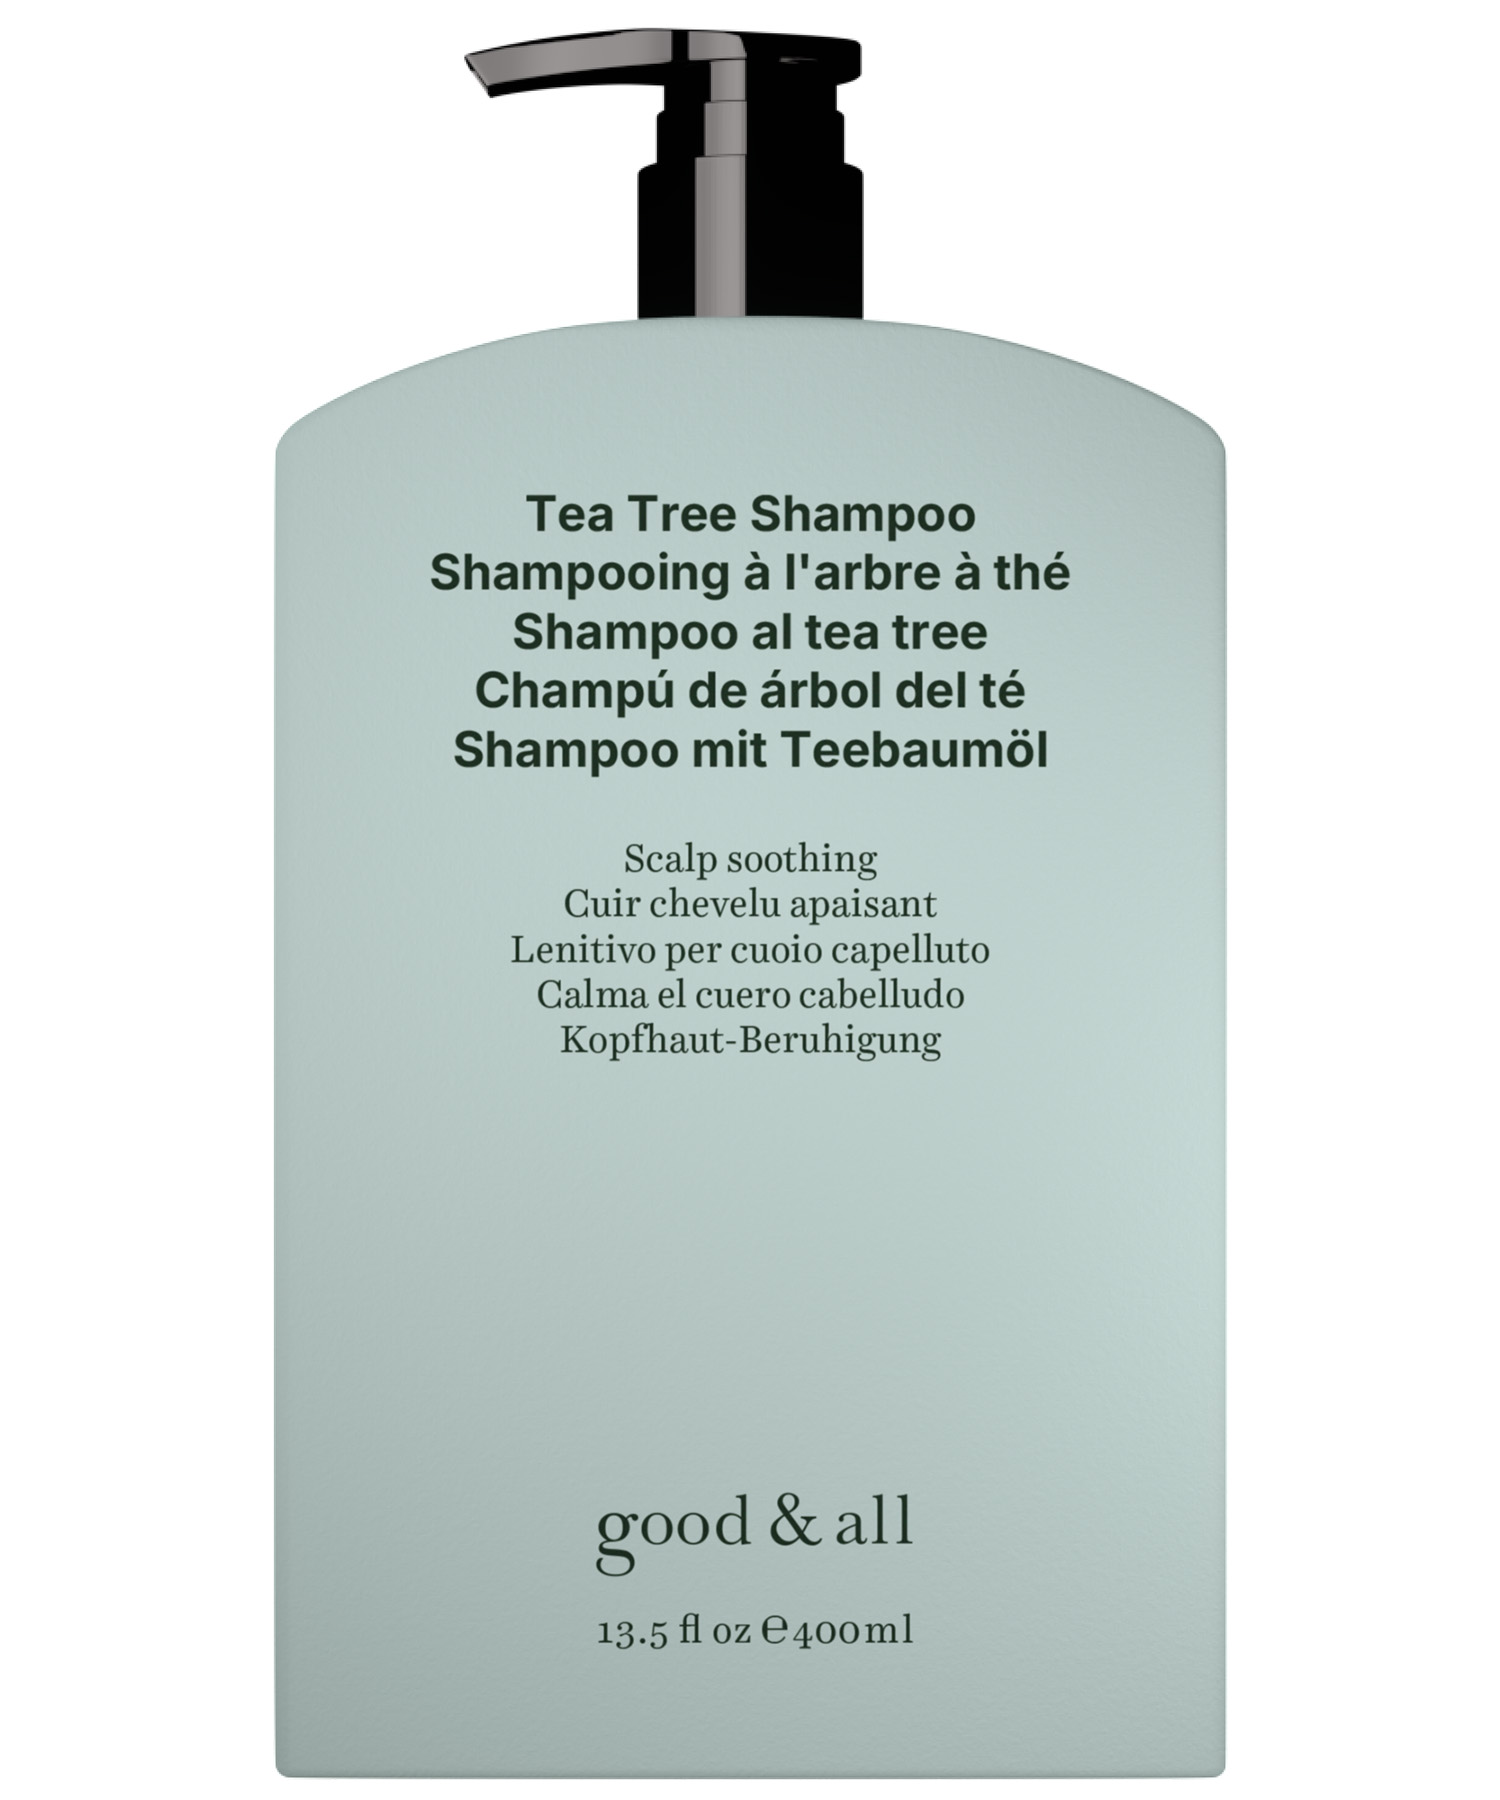 Tea Tree Shampoo
Shampooing à l'arbre à thé
Shampoo al tea tree
Champú de árbol del té
Shampoo mit Teebaumöl
Scalp soothing
Cuir chevelu apaisant
Lenitivo per cuoio capelluto
Calma el cuero cabelludo
Kopfhaut-Beruhigung
good & all
13.5 fl oz ℮400ml